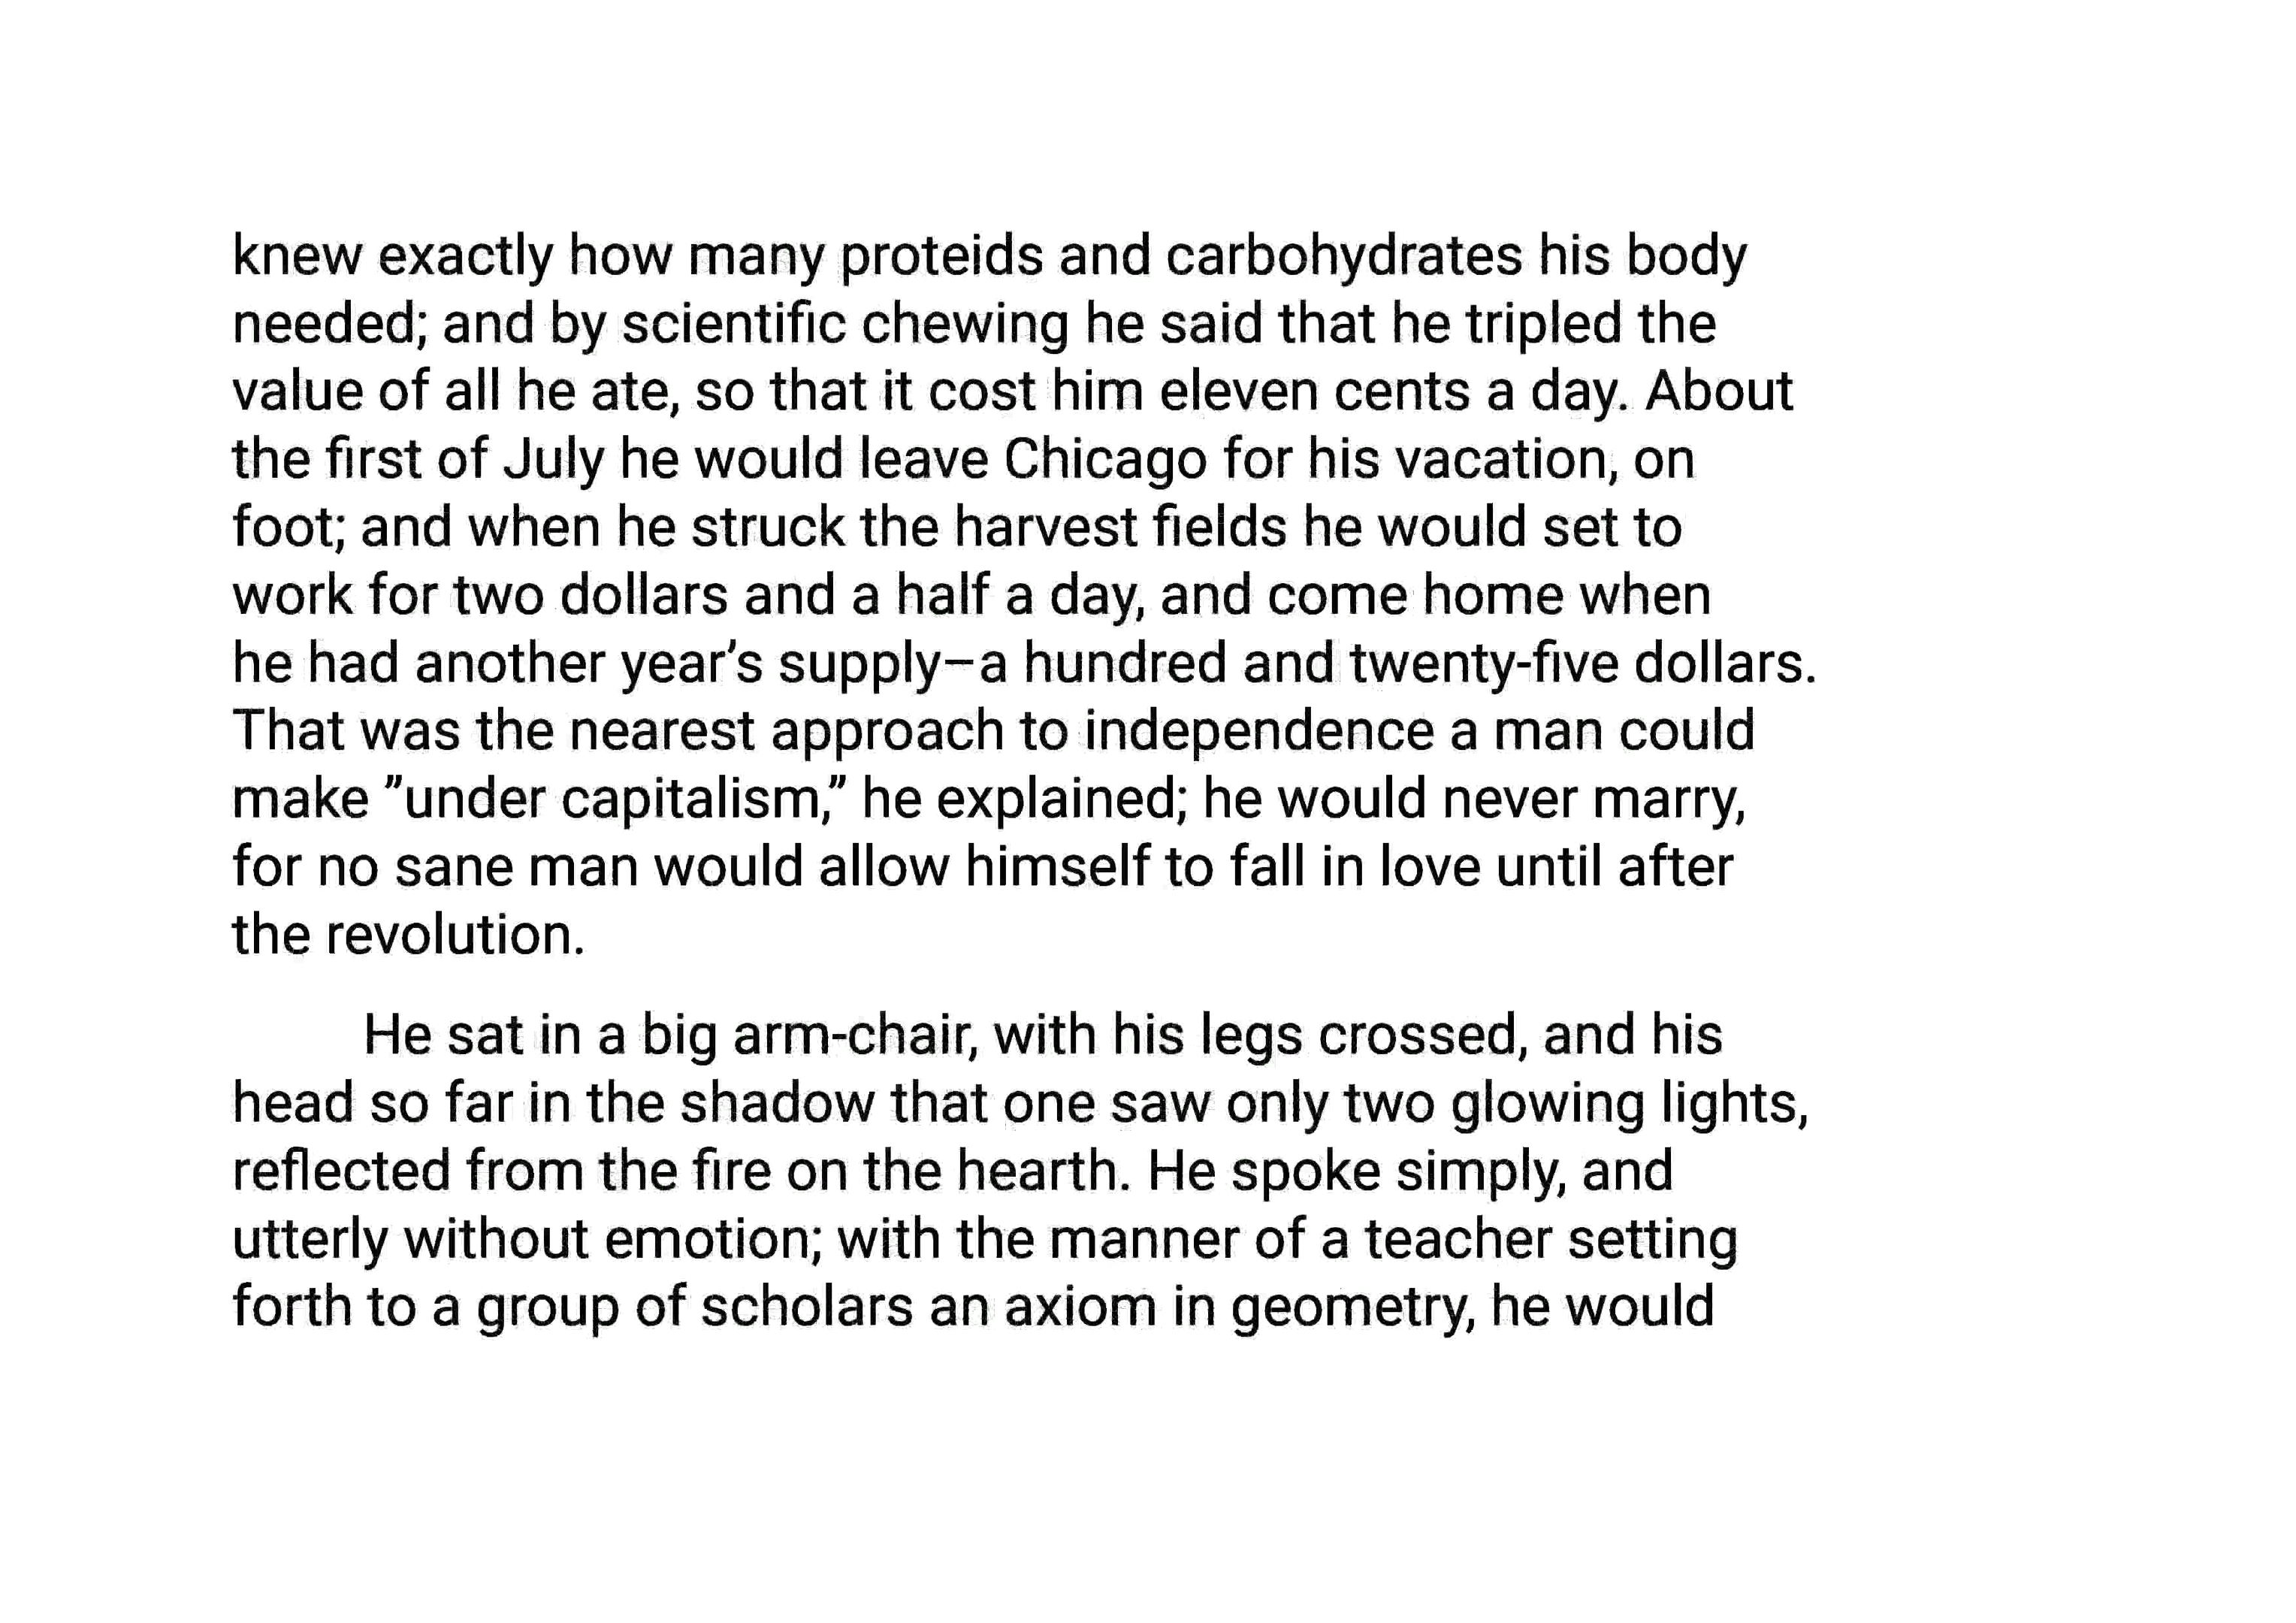 knew exactly how many proteids and carbohydrates his body
needed; and by scientific chewing he said that he tripled the
value of all he ate, so that it cost him eleven cents a day. About
the first of July he would leave Chicago for his vacation, on
foot; and when he struck the harvest fields he would set to
work for two dollars and a half a day, and come home when
he had another year’s supply–a hundred and twenty-five dollars.
That was the nearest approach to independence a man could
make ”under capitalism,” he explained; he would never marry,
for no sane man would allow himself to fall in love until after
the revolution.
He sat in a big arm-chair, with his legs crossed, and his
head so far in the shadow that one saw only two glowing lights,
reflected from the fire on the hearth. He spoke simply, and
utterly without emotion; with the manner of a teacher setting
forth to a group of scholars an axiom in geometry, he would